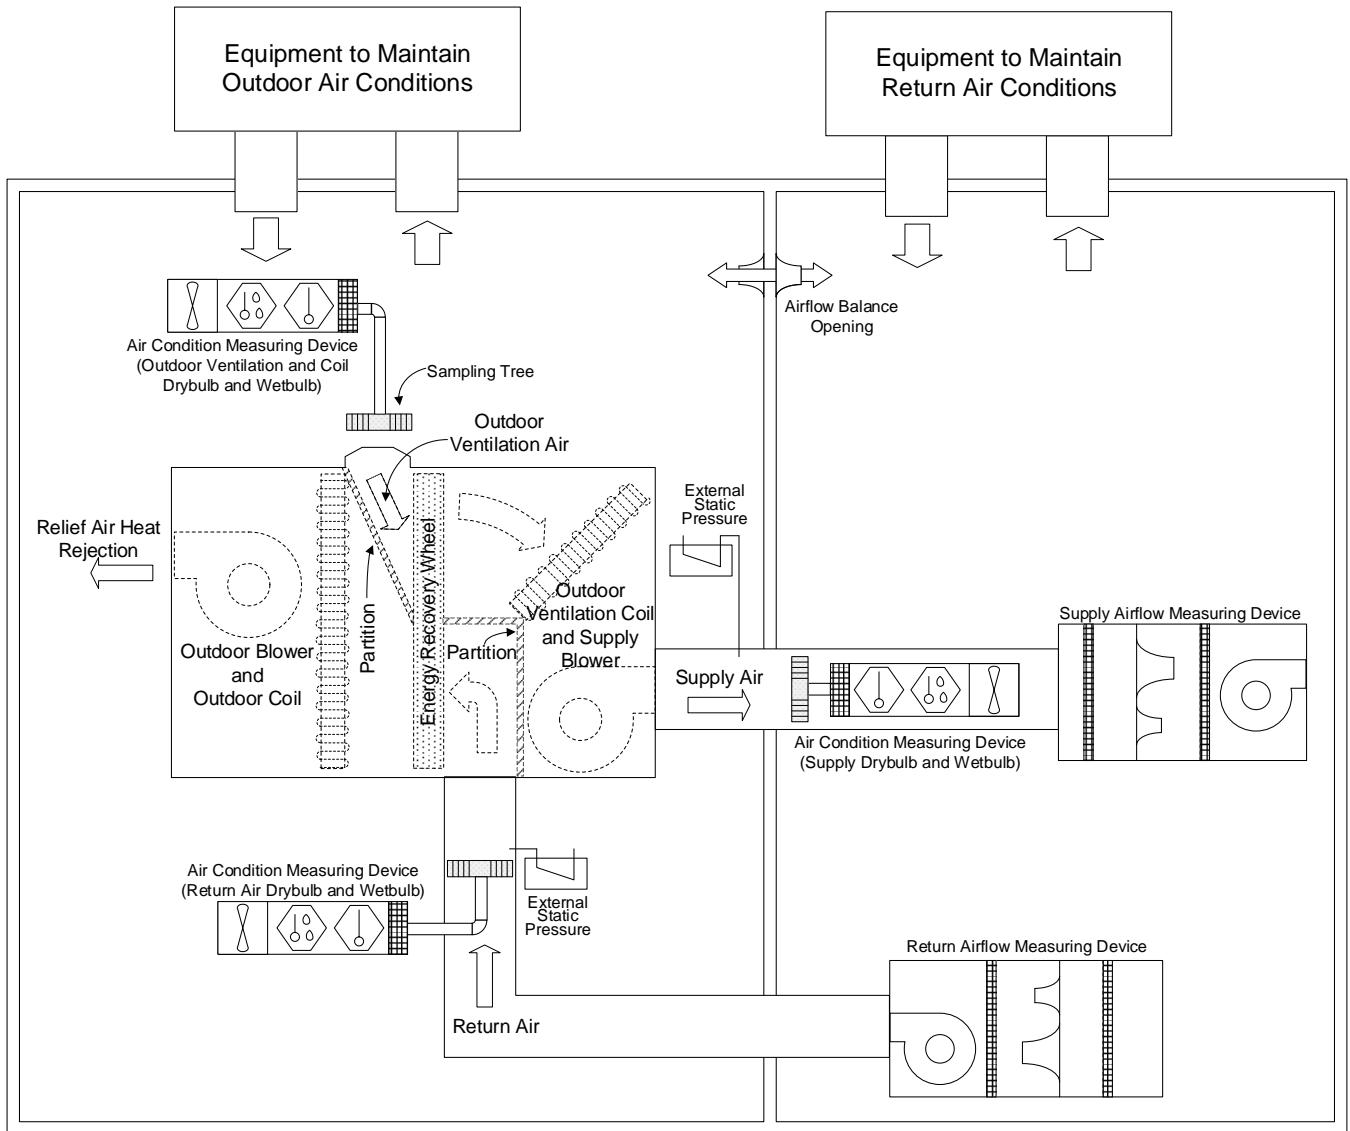 Equipment to Maintain
Outdoor Air Conditions
Equipment to Maintain
Return Air Conditions
Airflow Balance
Opening
Air Condition Measuring Device
(Outdoor Ventilation and Coil
Drybulb and Wetbulb)
Sampling Tree
Outdoor
Ventilation Air
External
Static
Pressure
Relief Air Heat
Rejection
Partition
Energy Recovery Wheel
Outdoor
Ventilation Coil
and Supply
Blower
Partition
Outdoor Blower
and
Outdoor Coil
Supply Airflow Measuring Device
Supply Air
Air Condition Measuring Device
(Supply Drybulb and Wetbulb)
Air Condition Measuring Device
(Return Air Drybulb and Wetbulb)
External
Static
Pressure
Return Airflow Measuring Device
Return Air